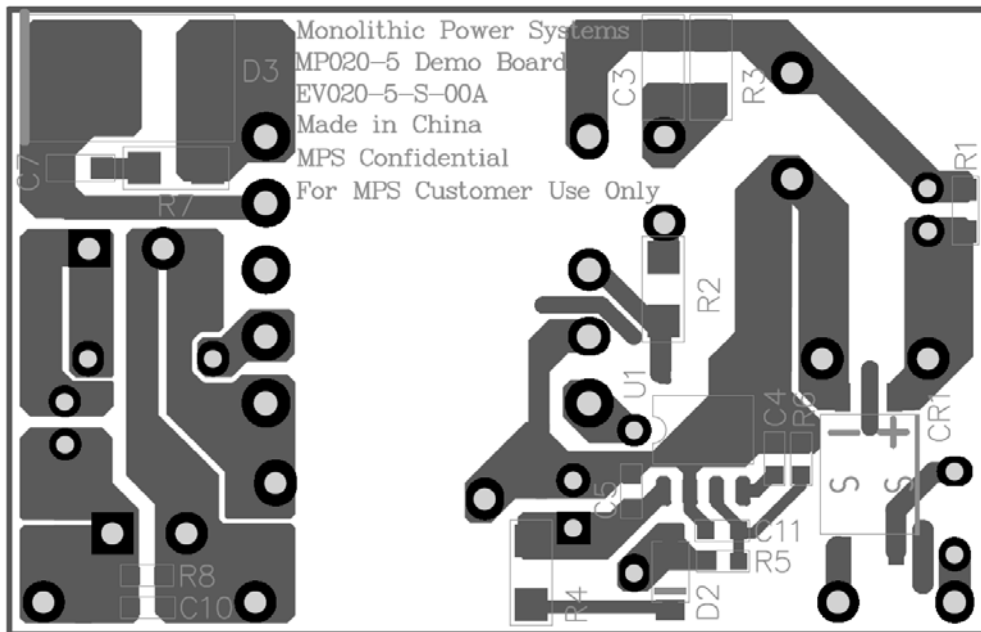 Monolithic Power Systems
MP020-5 Demo Board
EV020-5-S-00A
Made in China
MPS Confidential
For MPS Customer Use Only
D3
C3
R3
C7
R7
R1
R2
U1
C4
R6
CR1
- +
S S
C5
C11
R5
R8
C10
R4
D2